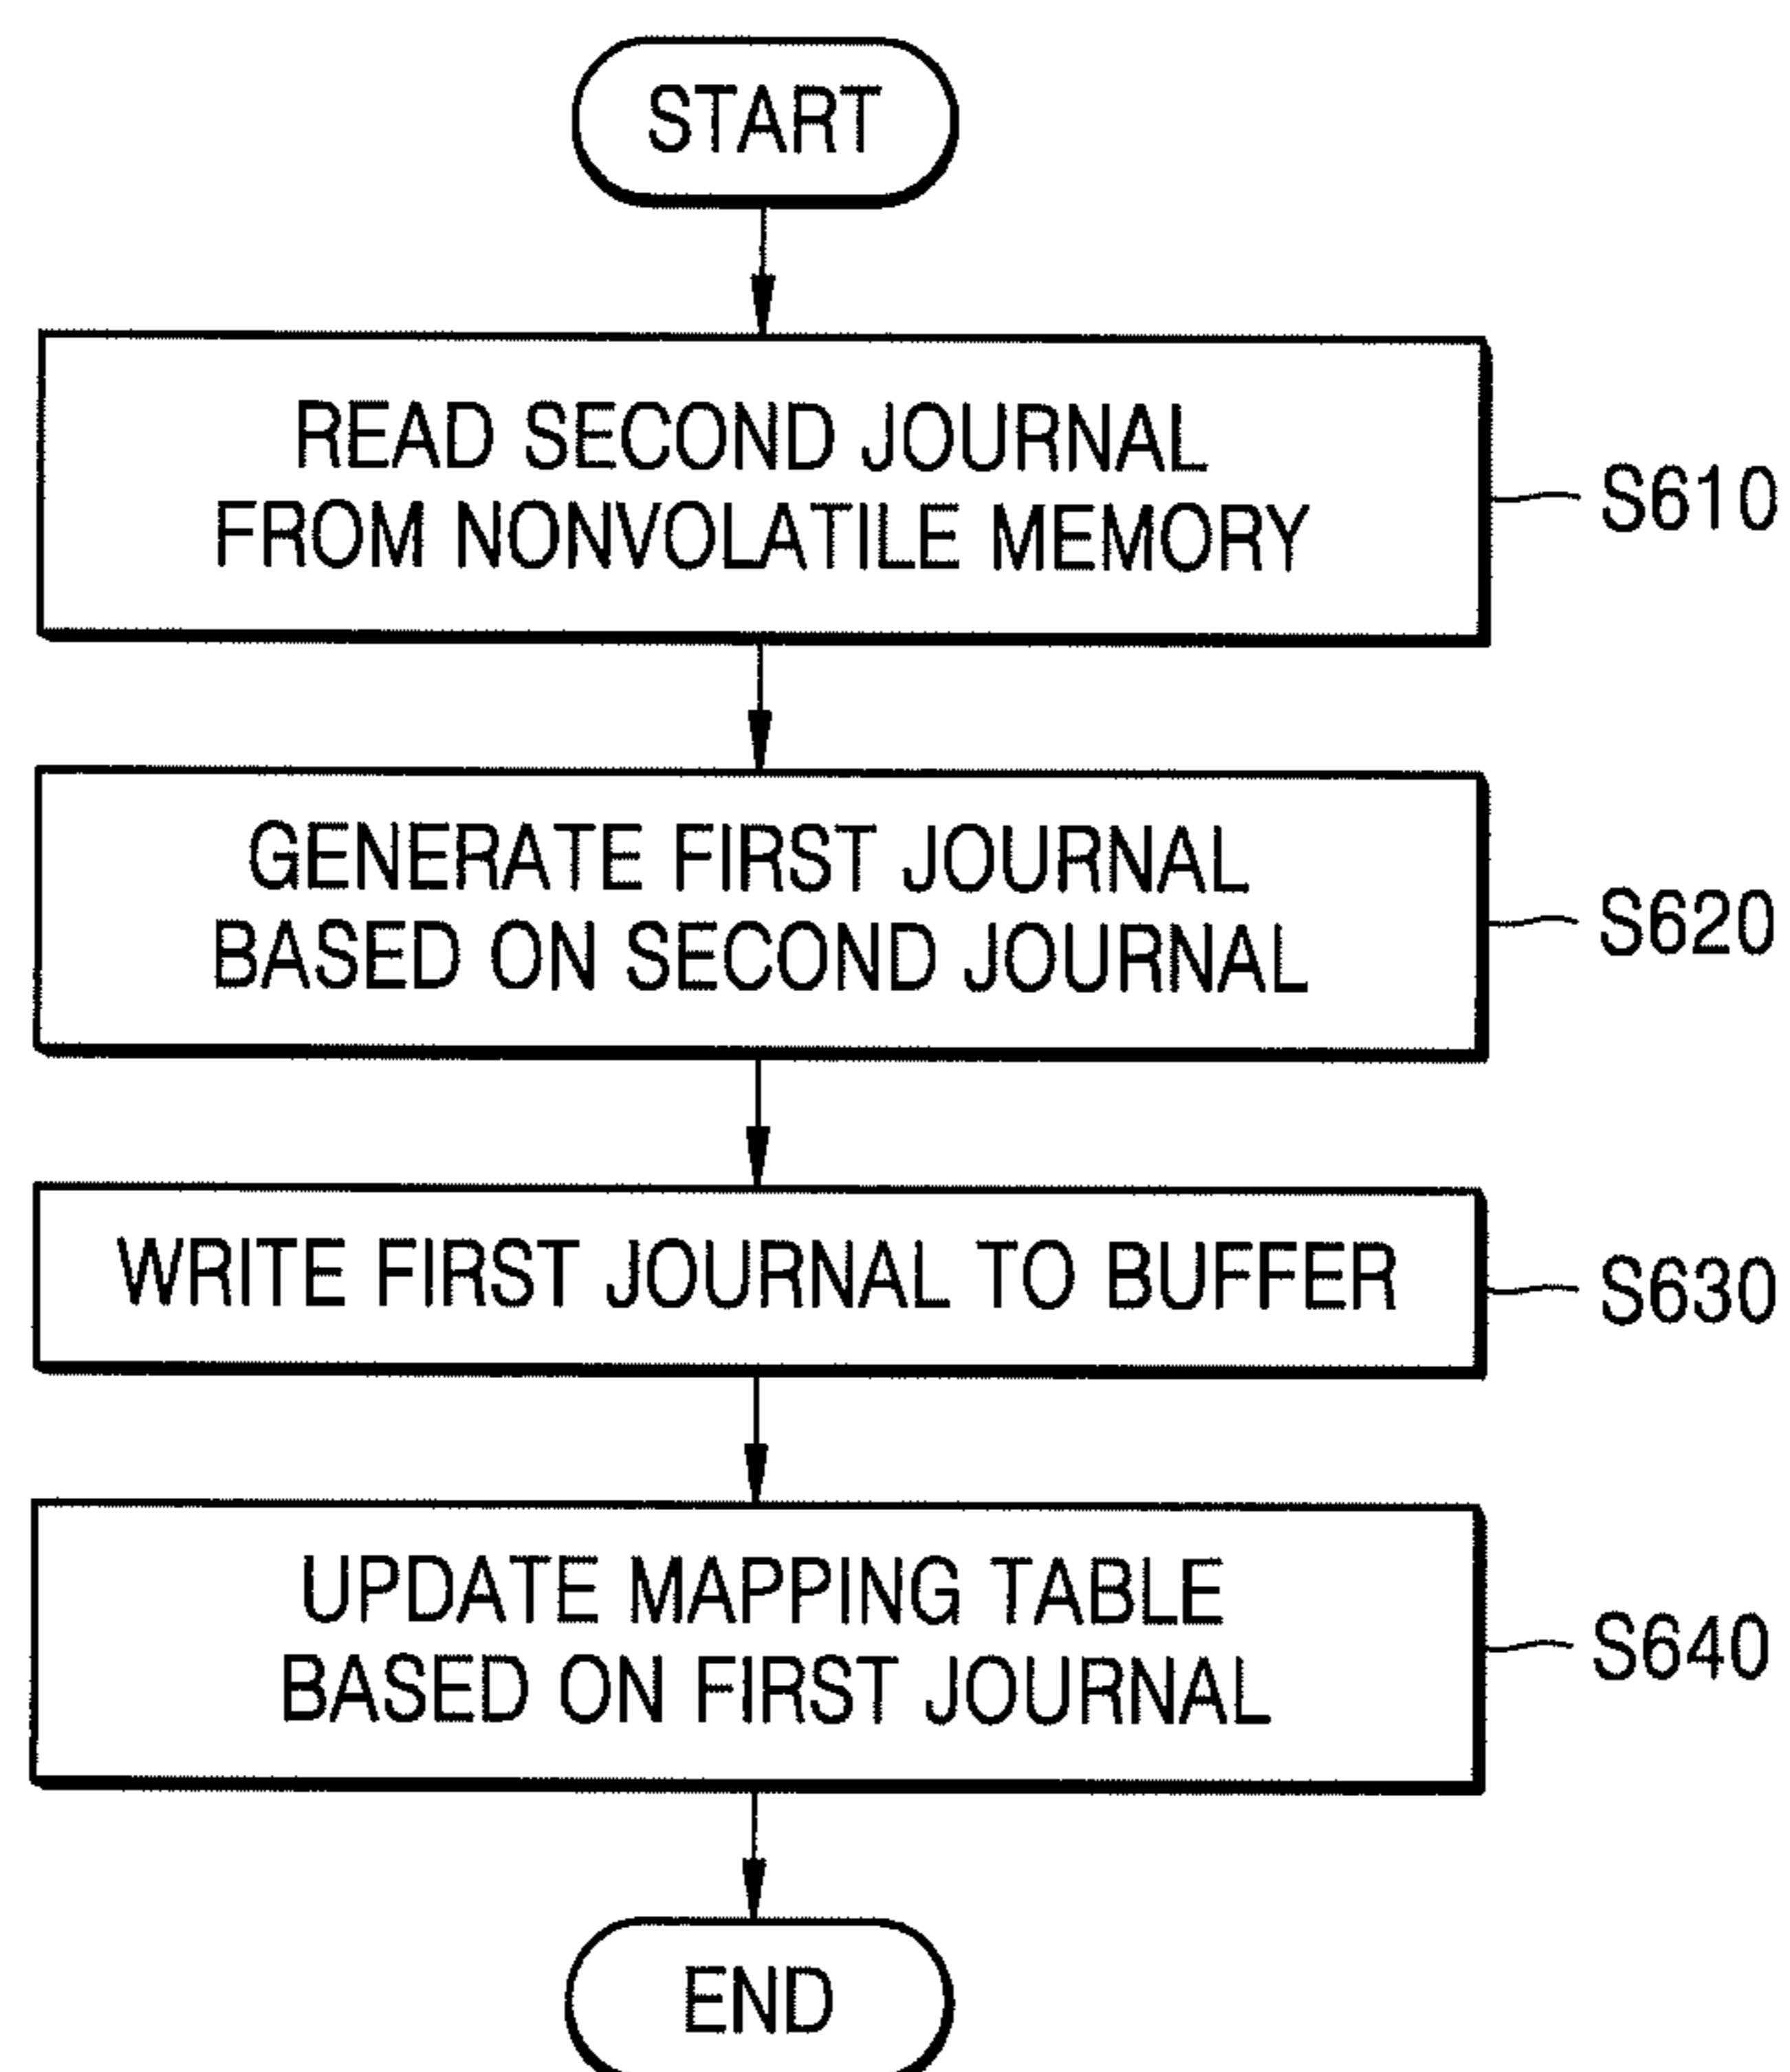 START
READ SECOND JOURNAL
FROM NONVOLATILE MEMORY
S610
GENERATE FIRST JOURNAL
BASED ON SECOND JOURNAL
S620
WRITE FIRST JOURNAL TO BUFFER
S630
UPDATE MAPPING TABLE
BASED ON FIRST JOURNAL
S640
END